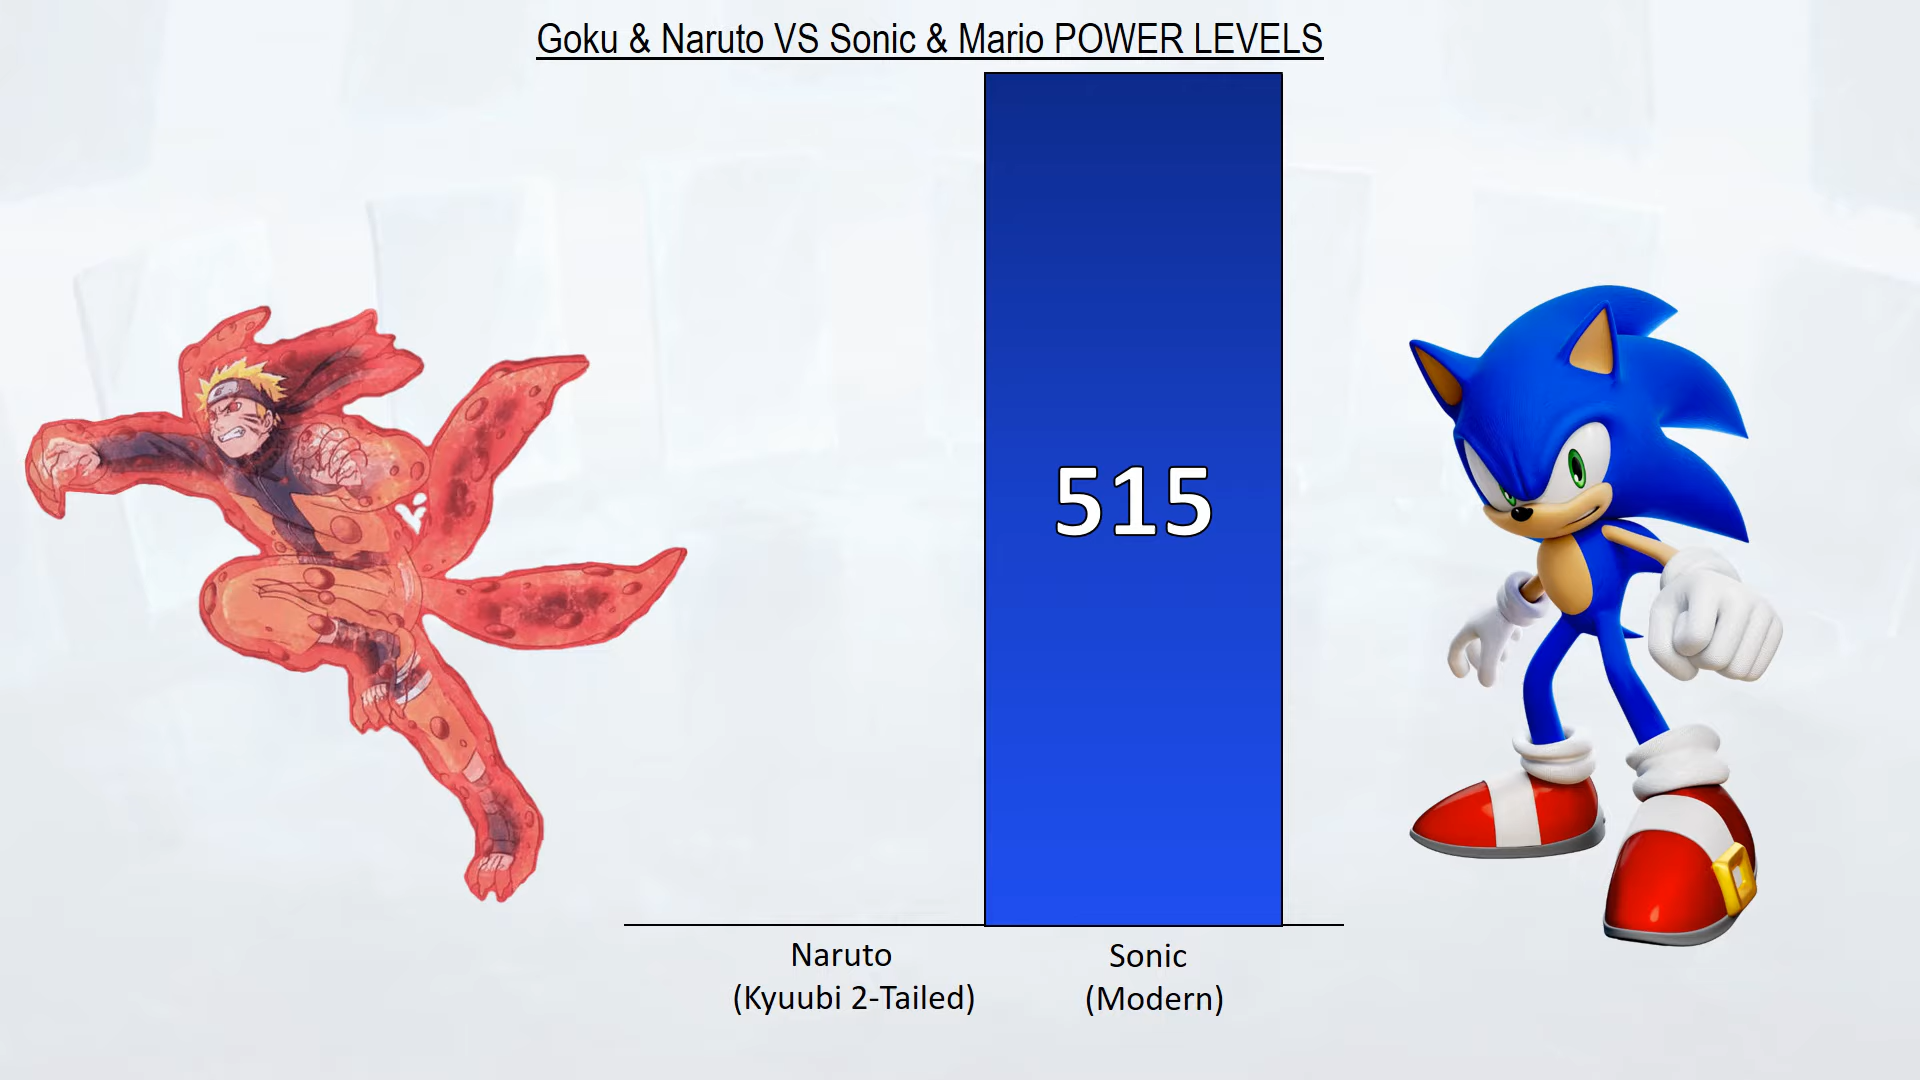 Goku & Naruto VS Sonic & Mario POWER LEVELS
515
Naruto
(Kyuubi 2-Tailed)
Sonic
(Modern)